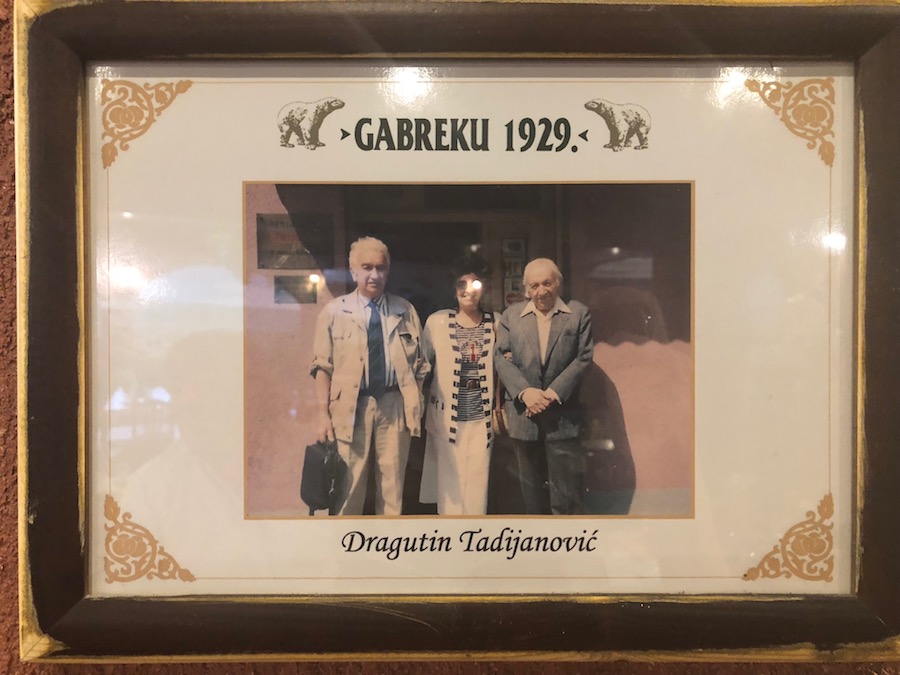 GABREKU 1929.
Dragutin Tadijanović